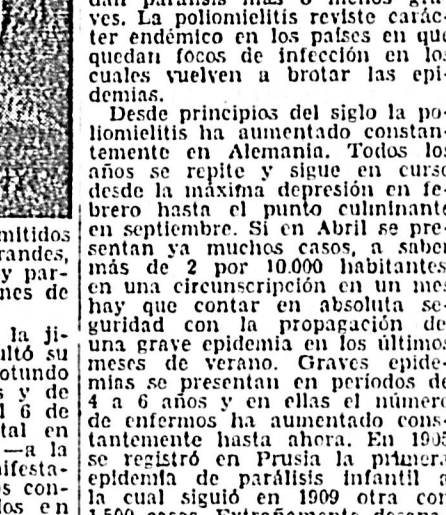 ves. La poliomielitis reviste carác-
ter endémico en los países en que
quedan focos de infección en los
cuales vuelven a brotar las epi-
demias.
Desde principios del siglo la po-
liomielitis ha aumentado constan-
temente en Alemania. Todos los
años se repite y sigue en curso
desde la máxima depresión en fe-
brero hasta el punto culminante
en septiembre. Si en Abril se pre-
sentan ya muchos casos, a saber
más de 2 por 10.000 habitantes
en una circunscripción en un mes
hay que contar en absoluta se-
guridad con la propagación de
una grave epidemia en los últimos
meses de verano. Graves epide-
mias se presentan en períodos de
4 a 6 años y en ellas el número
de enfermos ha aumentado cons-
tantemente hasta ahora. En 1905
se registró en Prusia la primera
epidemia de parálisis infantil a
la cual siguió en 1909 otra con
mitidos
randes,
y par-
nes de
la ji-
ultó su
otundo
s y de
l 6 de
tal en
—a la
nifesta-
s con-
los en